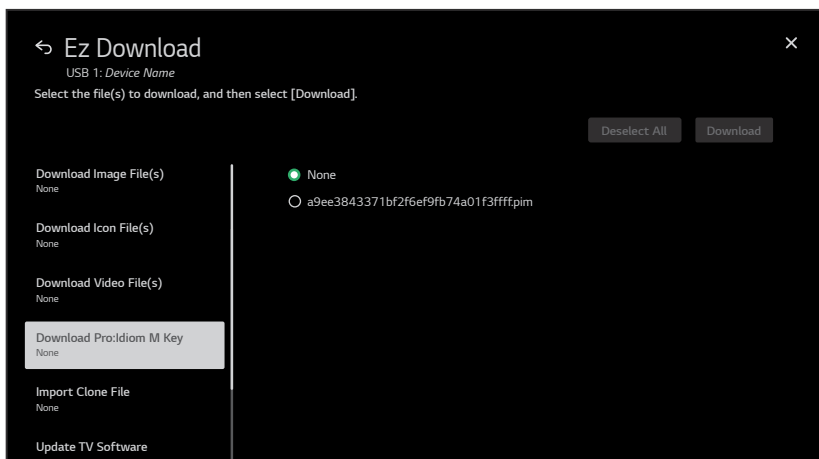 Ez Download
USB 1: Device Name
Select the file(s) to download, and then select [Download].
Deselect All
Download
Download Image File(s)
None
Download Icon File(s)
None
Download Video File(s)
None
Download Pro:Idiom M Key
None
Import Clone File
None
Update TV Software
None
a9ee3843371bf2f6ef9fb74a01f3ffff.pim